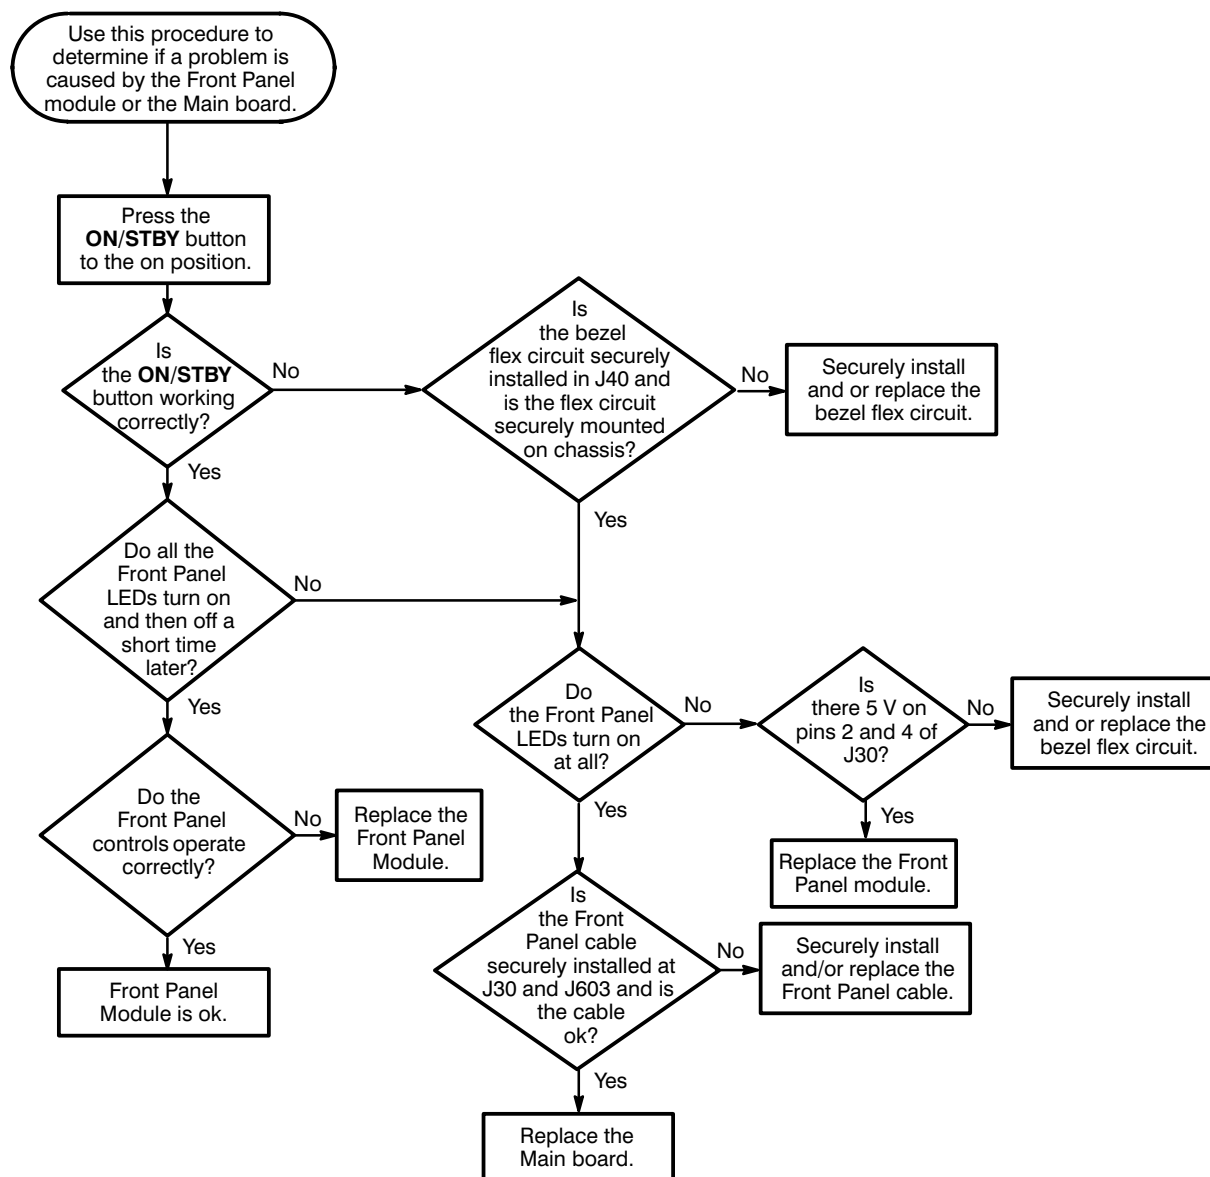 Use this procedure to
determine if a problem is
caused by the Front Panel
module or the Main board.
Press the
ON/STBY button
to the on position.
Is
the ON/STBY
button working
correctly?
No
Yes
Is
the bezel
flex circuit securely
installed in J40 and
is the flex circuit
securely mounted
on chassis?
No
Yes
Securely install
and or replace the
bezel flex circuit.
Do all the
Front Panel
LEDs turn on
and then off a
short time
later?
No
Yes
Do
the Front Panel
LEDs turn on
at all?
No
Yes
Is
there 5 V on
pins 2 and 4 of
J30?
No
Yes
Securely install
and or replace the
bezel flex circuit.
Replace the Front
Panel module.
Do the
Front Panel
controls operate
correctly?
No
Yes
Replace the
Front Panel
Module.
Front Panel
Module is ok.
Is
the Front
Panel cable
securely installed at
J30 and J603 and is
the cable
ok?
No
Yes
Securely install
and/or replace the
Front Panel cable.
Replace the
Main board.